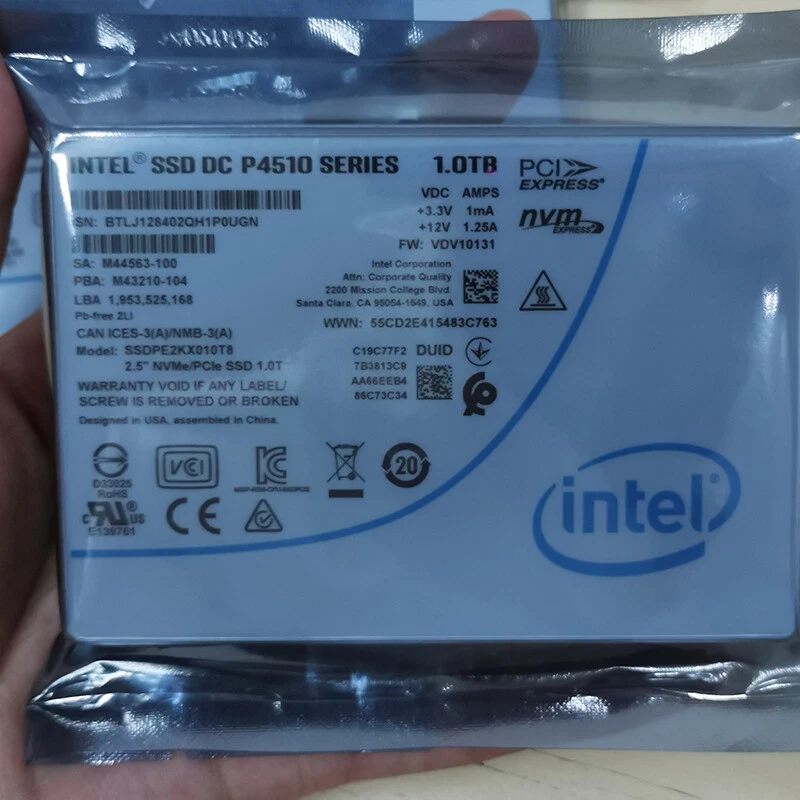 INTEL® SSD DC P4510 SERIES 1.0TB
PCI EXPRESS®
VDC AMPS
SN: BTLJ128402QH1P0UGN
+3.3V 1mA
+12V 1.25A
nvm EXPRESS
FW: VDV10131
SA: M44563-100
PBA: M43210-104
LBA 1,953,525,168
Pb-free 2LI
Intel Corporation
Attn: Corporate Quality
2200 Mission College Blvd.
Santa Clara, CA 95054-1549, USA
WWN: 55CD2E415483C763
CAN ICES-3(A)/NMB-3(A)
Model: SSDPE2KX010T8
2.5" NVMe/PCIe SSD 1.0T
C19C77F2 DUID
7B3813C9
AA66EEB4
86C73C34
WARRANTY VOID IF ANY LABEL/
SCREW IS REMOVED OR BROKEN
Designed in USA, assembled in China.
D33025
RoHS
VCI
KC
20
c UL® US
E139761
CE
intel®